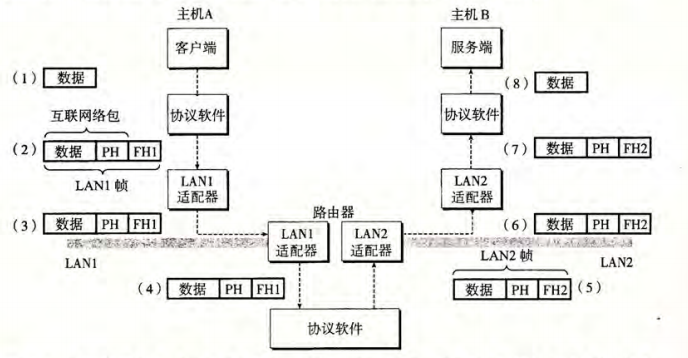 主机A
主机 B
客户端
服务端
(1) 数据
(8) 数据
互联网络包
协议软件
协议软件
(2) 数据 PH FH1
(7) 数据 PH FH2
LAN1 帧
LAN1
适配器
LAN2
适配器
路由器
(3) 数据 PH FH1
(6) 数据 PH FH2
LAN1
适配器
LAN2
适配器
LAN1
LAN2 帧
LAN2
(4) 数据 PH FH1
数据 PH FH2 (5)
协议软件